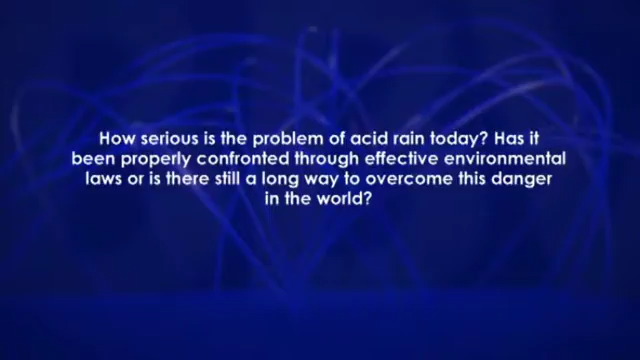 How serious is the problem of acid rain today? Has it
been properly confronted through effective environmental
laws or is there still a long way to overcome this danger
in the world?